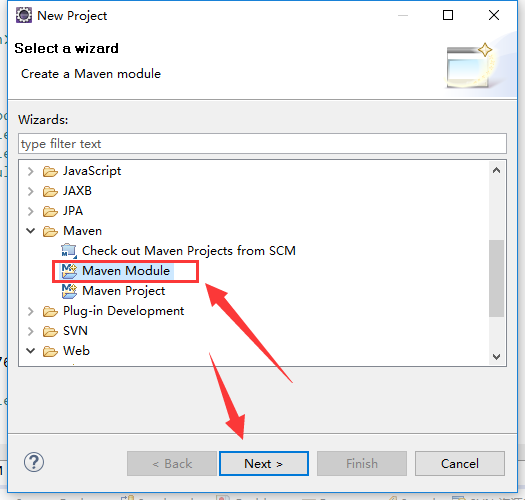 New Project
Select a wizard
Create a Maven module
Wizards:
type filter text
JavaScript
JAXB
JPA
Maven
Check out Maven Projects from SCM
Maven Module
Maven Project
Plug-in Development
SVN
Web
< Back
Next >
Finish
Cancel